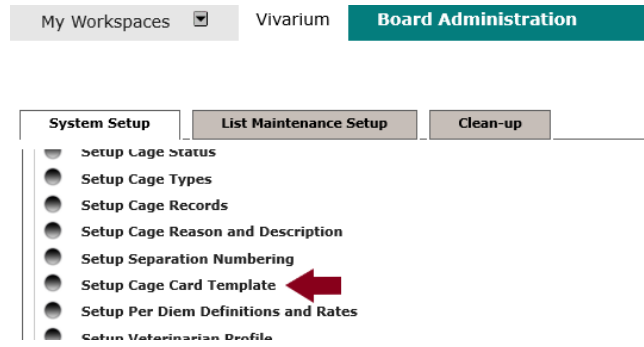 My Workspaces Vivarium Board Administration
System Setup List Maintenance Setup Clean-up
Setup Cage Status
Setup Cage Types
Setup Cage Records
Setup Cage Reason and Description
Setup Separation Numbering
Setup Cage Card Template
Setup Per Diem Definitions and Rates
Setup Veterinarian Profile